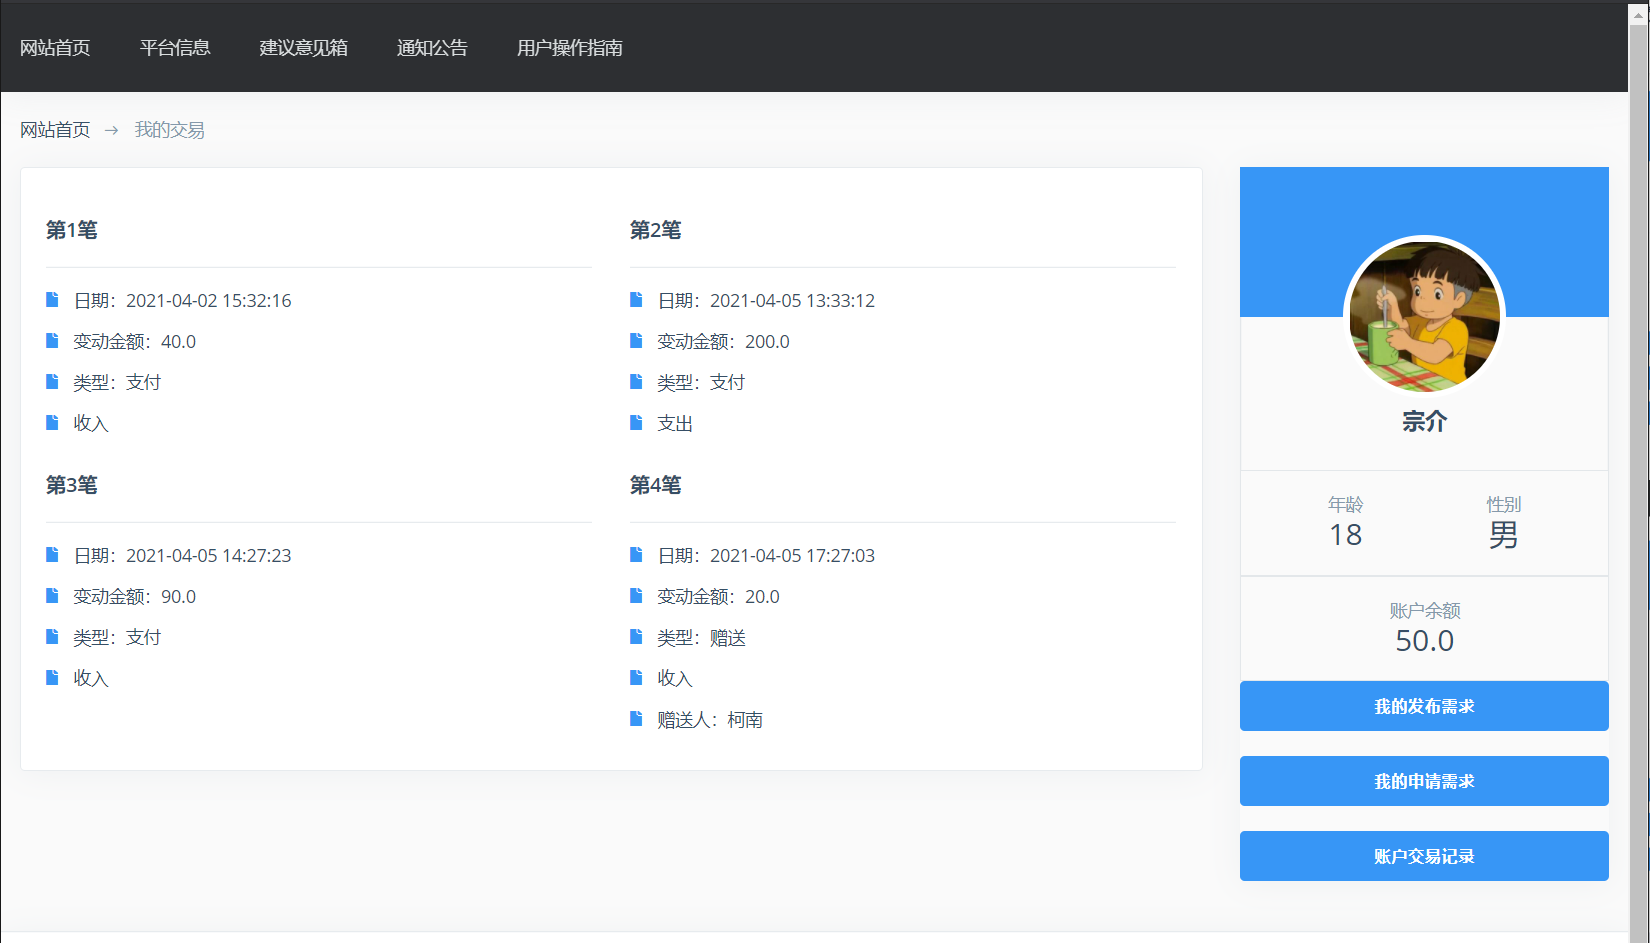 网站首页 平台信息 建议意见箱 通知公告 用户操作指南
网站首页 → 我的交易
第1笔
日期：2021-04-02 15:32:16
变动金额：40.0
类型：支付
收入
第2笔
日期：2021-04-05 13:33:12
变动金额：200.0
类型：支付
支出
第3笔
日期：2021-04-05 14:27:23
变动金额：90.0
类型：支付
收入
第4笔
日期：2021-04-05 17:27:03
变动金额：20.0
类型：赠送
收入
赠送人：柯南
宗介
年龄
18
性别
男
账户余额
50.0
我的发布需求
我的申请需求
账户交易记录